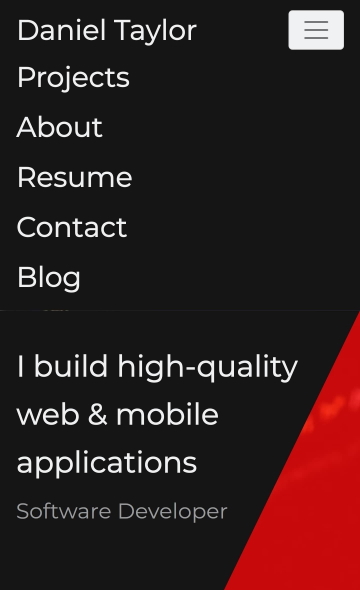 Daniel Taylor
Projects
About
Resume
Contact
Blog
I build high-quality
web & mobile
applications
Software Developer